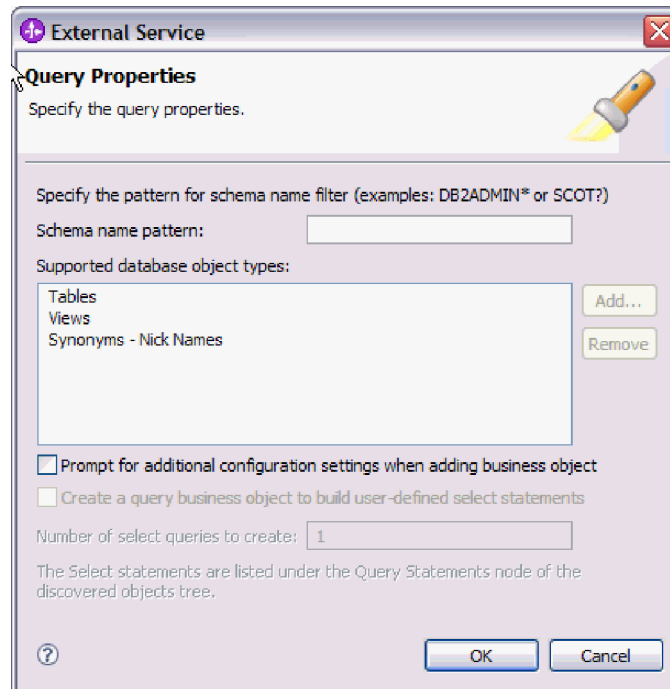 External Service
Query Properties
Specify the query properties.
Specify the pattern for schema name filter (examples: DB2ADMIN* or SCOT?)
Schema name pattern:
Supported database object types:
Tables
Views
Synonyms - Nick Names
Add...
Remove
Prompt for additional configuration settings when adding business object
Create a query business object to build user-defined select statements
Number of select queries to create: 1
The Select statements are listed under the Query Statements node of the
discovered objects tree.
?
OK
Cancel